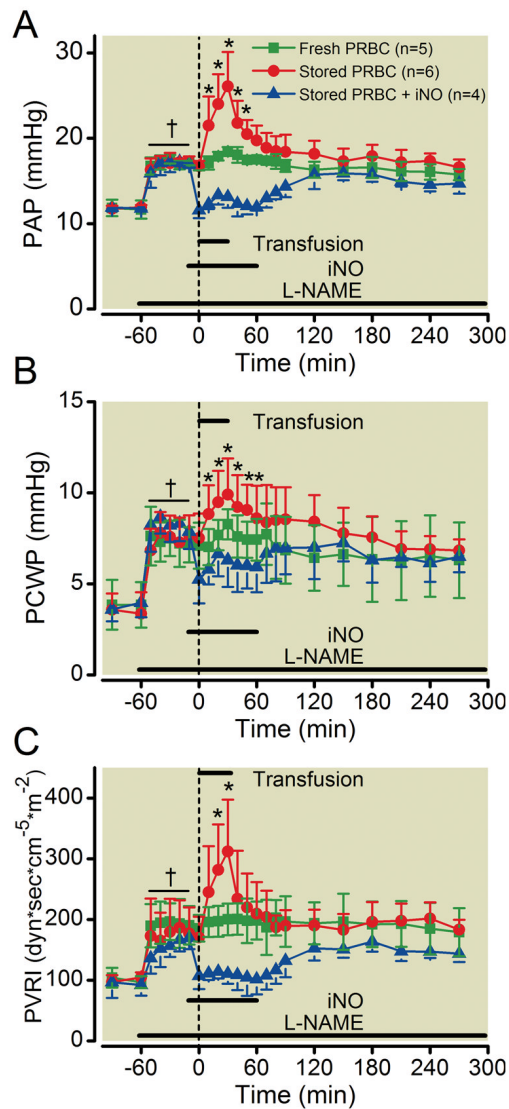 A
PAP (mmHg)
30
20
10
0
Fresh PRBC (n=5)
Stored PRBC (n=6)
Stored PRBC + iNO (n=4)
†
* * * * *
Transfusion
iNO
L-NAME
-60 0 60 120 180 240 300
Time (min)
B
PCWP (mmHg)
15
10
5
0
†
* * * * * *
Transfusion
iNO
L-NAME
-60 0 60 120 180 240 300
Time (min)
C
PVRI (dyn*sec*cm-5*m-2)
400
300
200
100
0
†
* *
Transfusion
iNO
L-NAME
-60 0 60 120 180 240 300
Time (min)